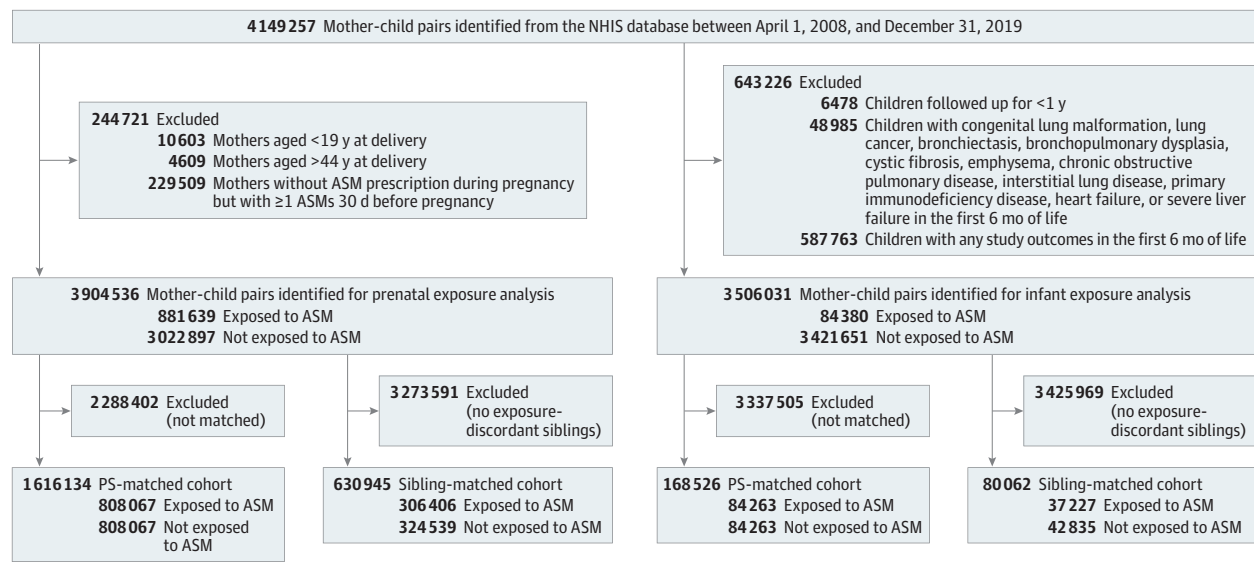 4149257 Mother-child pairs identified from the NHIS database between April 1, 2008, and December 31, 2019
244721 Excluded
10603 Mothers aged <19 y at delivery
4609 Mothers aged >44 y at delivery
229509 Mothers without ASM prescription during pregnancy
but with ≥1 ASMs 30 d before pregnancy
643226 Excluded
6478 Children followed up for <1 y
48985 Children with congenital lung malformation, lung
cancer, bronchiectasis, bronchopulmonary dysplasia,
cystic fibrosis, emphysema, chronic obstructive
pulmonary disease, interstitial lung disease, primary
immunodeficiency disease, heart failure, or severe liver
failure in the first 6 mo of life
587763 Children with any study outcomes in the first 6 mo of life
3904536 Mother-child pairs identified for prenatal exposure analysis
881639 Exposed to ASM
3022897 Not exposed to ASM
3506031 Mother-child pairs identified for infant exposure analysis
84380 Exposed to ASM
3421651 Not exposed to ASM
2288402 Excluded
(not matched)
3273591 Excluded
(no exposure-
discordant siblings)
3337505 Excluded
(not matched)
3425969 Excluded
(no exposure-
discordant siblings)
1616134 PS-matched cohort
808067 Exposed to ASM
808067 Not exposed
to ASM
630945 Sibling-matched cohort
306406 Exposed to ASM
324539 Not exposed to ASM
168526 PS-matched cohort
84263 Exposed to ASM
84263 Not exposed to ASM
80062 Sibling-matched cohort
37227 Exposed to ASM
42835 Not exposed to ASM